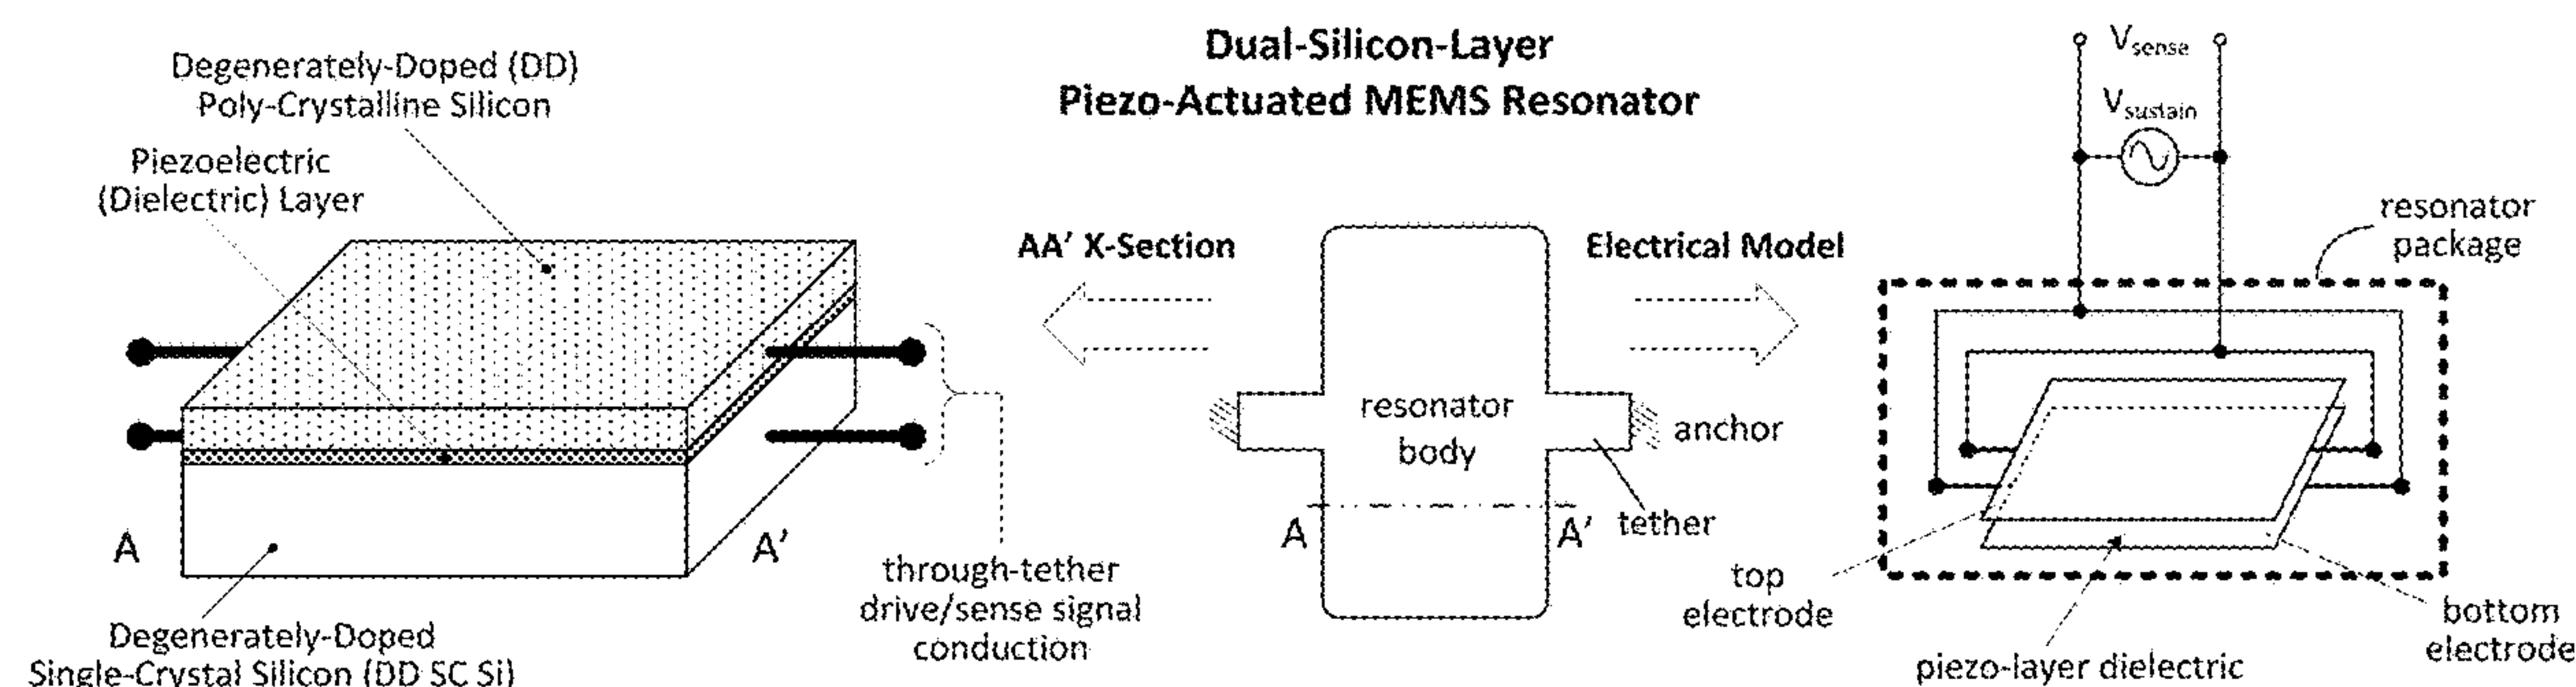 Dual-Silicon-Layer
Piezo-Actuated MEMS Resonator
Degenerately-Doped (DD)
Poly-Crystalline Silicon
Piezoelectric
(Dielectric) Layer
A
A'
Degenerately-Doped
Single-Crystal Silicon (DD SC Si)
through-tether
drive/sense signal
conduction
AA' X-Section
Electrical Model
resonator
body
anchor
tether
A
A'
Vsense
Vsustain
resonator
package
top
electrode
piezo-layer dielectric
bottom
electrode